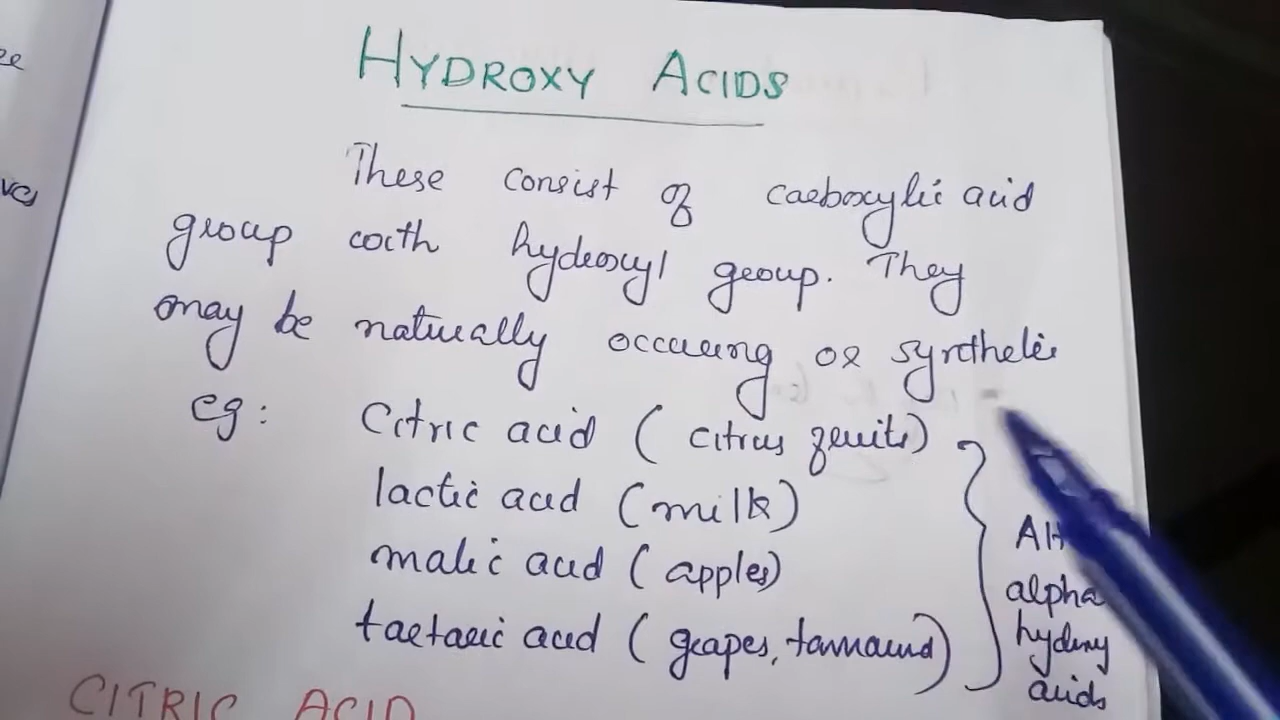 HYDROXY ACIDS
These consist of carboxylic acid
group with hydroxyl group. They
may be naturally occuring or synthetic
eg: Citric acid (citrus fruits)
lactic acid (milk)
malic acid (apples)
tartaric acid (grapes, tamarind)
alpha
hydroxy
acids
CITRIC ACID